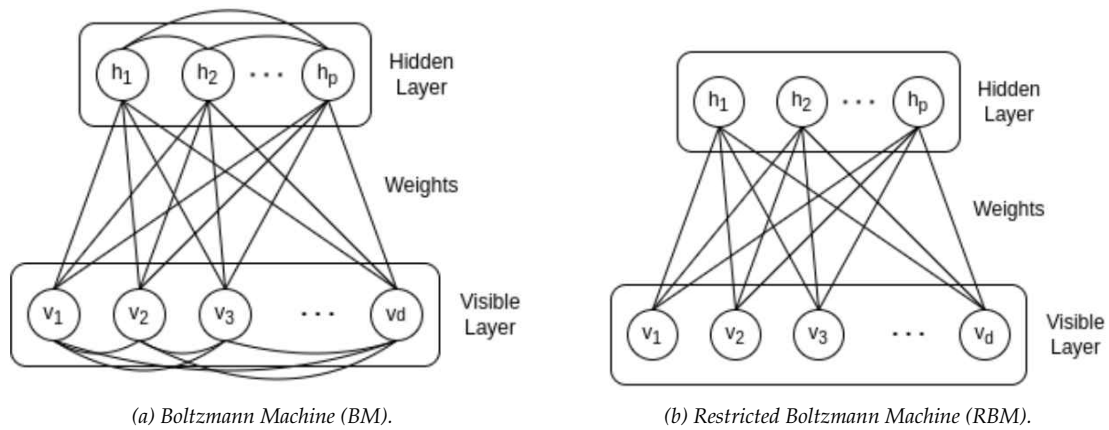 h1 h2 ... hp
Hidden
Layer
Weights
v1 v2 v3 ... vd
Visible
Layer
(a) Boltzmann Machine (BM).
h1 h2 ... hp
Hidden
Layer
Weights
v1 v2 v3 ... vd
Visible
Layer
(b) Restricted Boltzmann Machine (RBM).